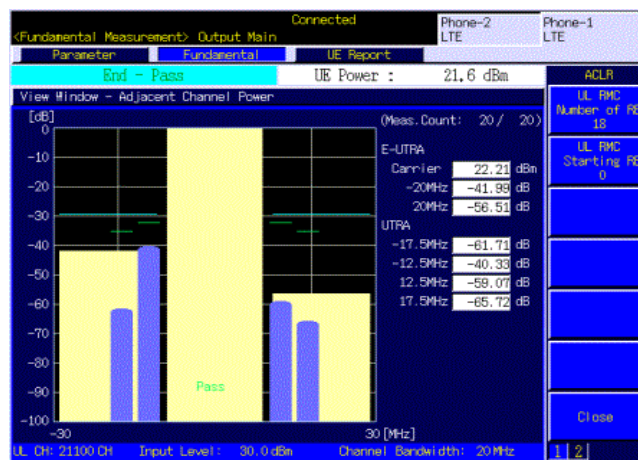 Connected
Phone-2
LTE
Phone-1
LTE
<Fundamental Measurement> Output Main
Parameter
Fundamental
UE Report
End - Pass
UE Power : 21.6 dBm
ACLR
View Window - Adjacent Channel Power
UL RMC
Number of RB
18
[dB]
(Meas.Count: 20/ 20)
UL RMC
Starting RB
0
0
-10
-20
-30
-40
-50
-60
-70
-80
-90
-100
E-UTRA
Carrier 22.21 dBm
-20MHz -41.99 dB
20MHz -56.51 dB
UTRA
-17.5MHz -61.71 dB
-12.5MHz -40.33 dB
12.5MHz -59.07 dB
17.5MHz -65.72 dB
Pass
-30
30 [MHz]
Close
UL CH: 21100 CH Input Level: 30.0 dBm Channel Bandwidth: 20 MHz
1 2